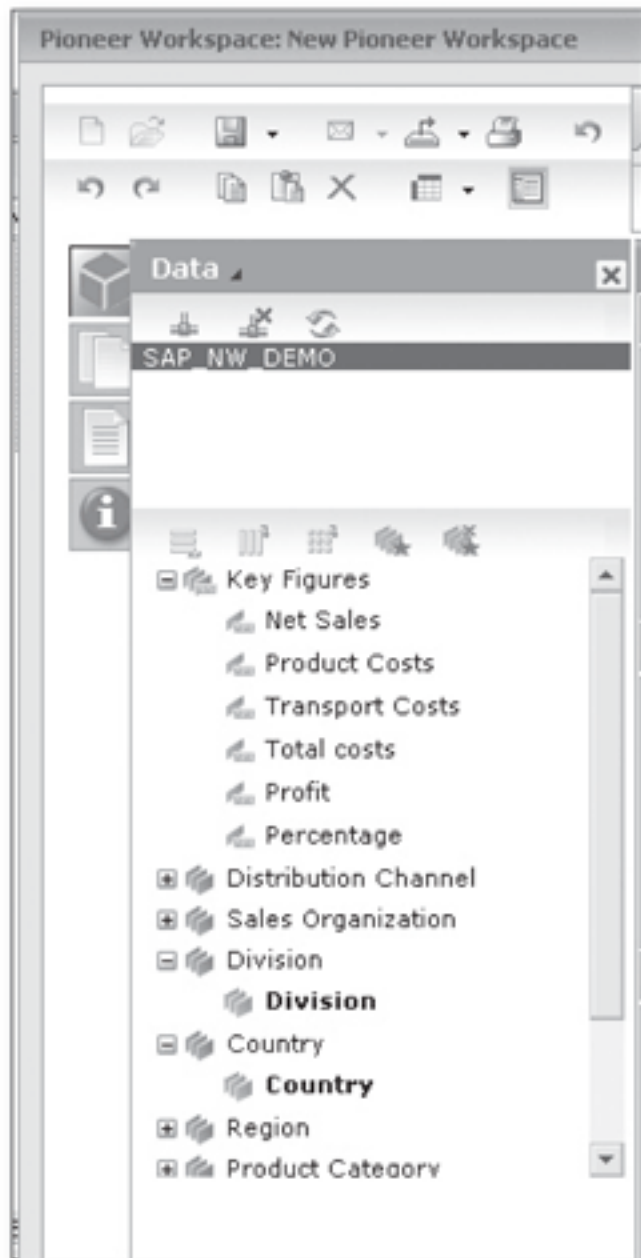 Pioneer Workspace: New Pioneer Workspace
Data
SAP_NW_DEMO
Key Figures
Net Sales
Product Costs
Transport Costs
Total costs
Profit
Percentage
Distribution Channel
Sales Organization
Division
Division
Country
Country
Region
Product Category